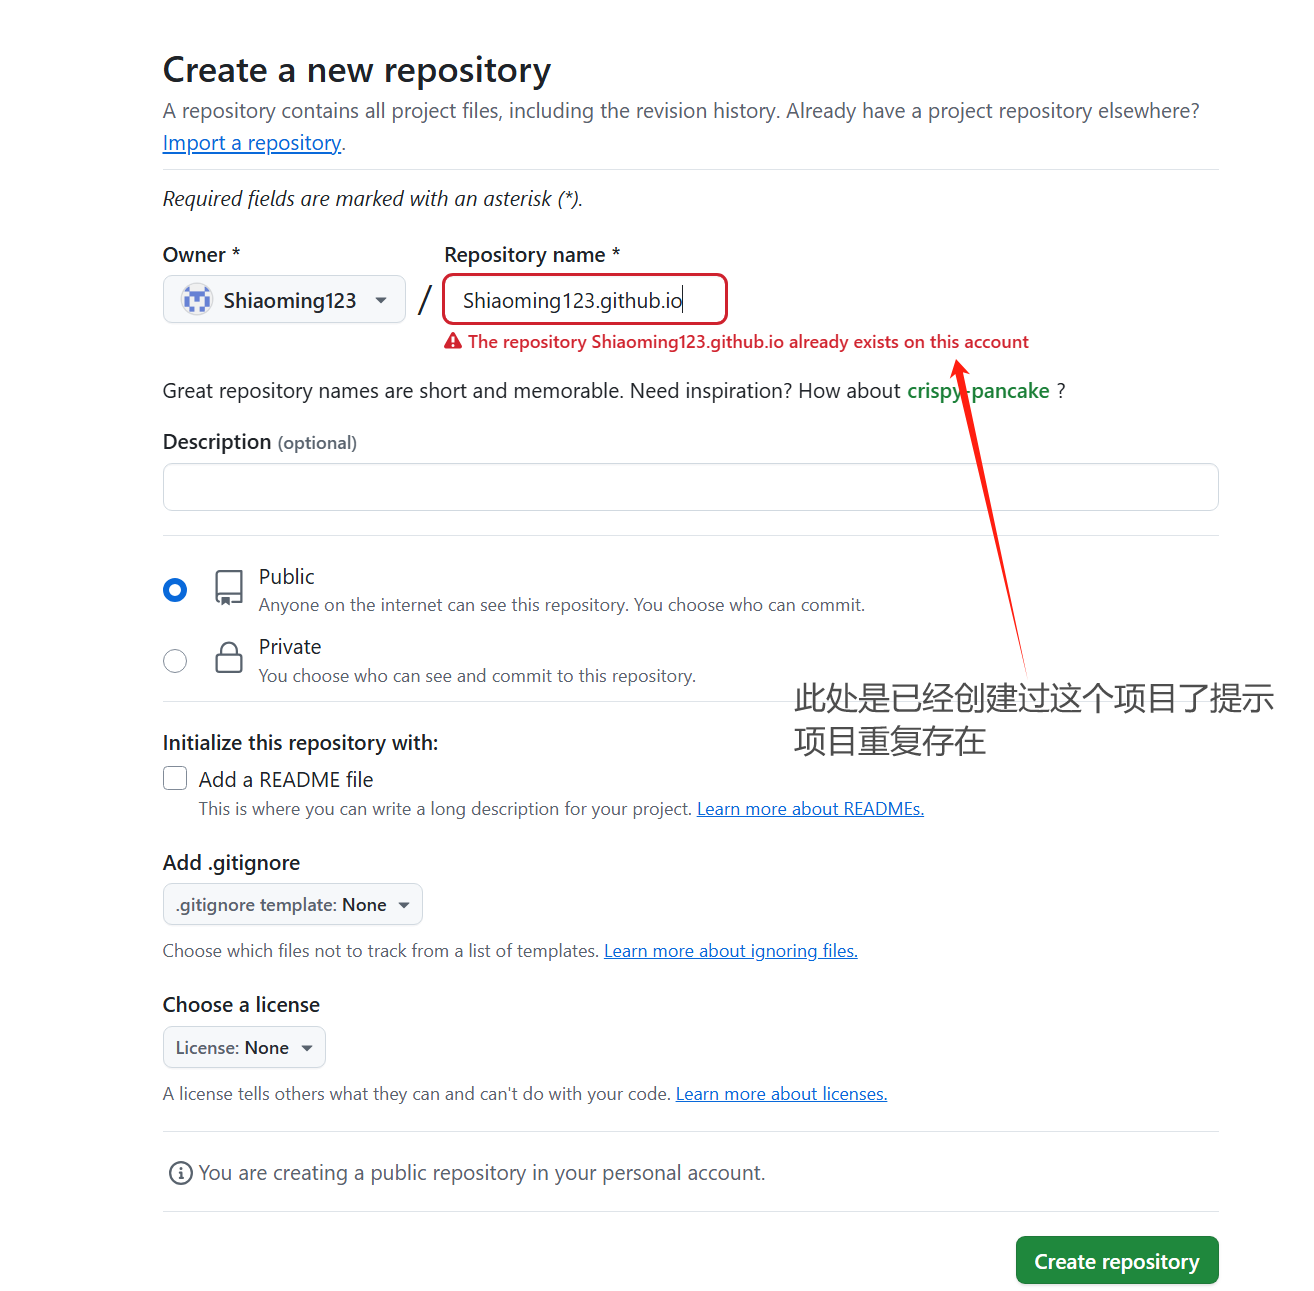 Create a new repository
A repository contains all project files, including the revision history. Already have a project repository elsewhere?
Import a repository.
Required fields are marked with an asterisk (*).
Owner *
Repository name *
Shiaoming123
/
Shiaoming123.github.io
The repository Shiaoming123.github.io already exists on this account
Great repository names are short and memorable. Need inspiration? How about crispy-pancake ?
Description (optional)
Public
Anyone on the internet can see this repository. You choose who can commit.
Private
You choose who can see and commit to this repository.
此处是已经创建过这个项目了提示
项目重复存在
Initialize this repository with:
Add a README file
This is where you can write a long description for your project. Learn more about READMEs.
Add .gitignore
.gitignore template: None
Choose which files not to track from a list of templates. Learn more about ignoring files.
Choose a license
License: None
A license tells others what they can and can't do with your code. Learn more about licenses.
You are creating a public repository in your personal account.
Create repository